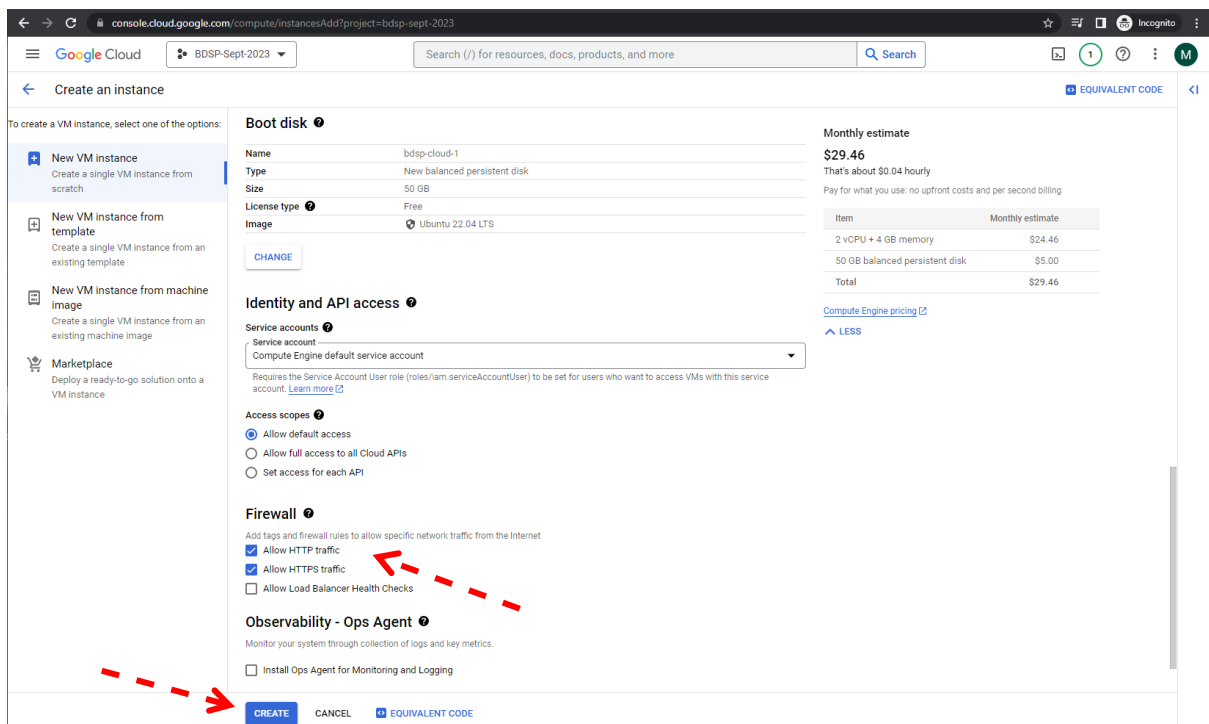 console.cloud.google.com/compute/instancesAdd?project=bdsp-sept-2023
Incognito
Google Cloud
BDSP-Sept-2023
Search (/) for resources, docs, products, and more
Search
1
M
Create an instance
EQUIVALENT CODE
To create a VM instance, select one of the options:
New VM instance
Create a single VM instance from
scratch
New VM instance from
template
Create a single VM instance from an
existing template
New VM instance from machine
image
Create a single VM instance from an
existing machine image
Marketplace
Deploy a ready-to-go solution onto a
VM instance
Boot disk
Name bdsp-cloud-1
Type New balanced persistent disk
Size 50 GB
License type Free
Image Ubuntu 22.04 LTS
CHANGE
Identity and API access
Service accounts
Service account
Compute Engine default service account
Requires the Service Account User role (roles/iam.serviceAccountUser) to be set for users who want to access VMs with this service
account. Learn more
Access scopes
Allow default access
Allow full access to all Cloud APIs
Set access for each API
Firewall
Add tags and firewall rules to allow specific network traffic from the Internet
Allow HTTP traffic
Allow HTTPS traffic
Allow Load Balancer Health Checks
Observability - Ops Agent
Monitor your system through collection of logs and key metrics.
Install Ops Agent for Monitoring and Logging
CREATE CANCEL EQUIVALENT CODE
Monthly estimate
$29.46
That's about $0.04 hourly
Pay for what you use: no upfront costs and per second billing
Item Monthly estimate
2 vCPU + 4 GB memory $24.46
50 GB balanced persistent disk $5.00
Total $29.46
Compute Engine pricing
LESS